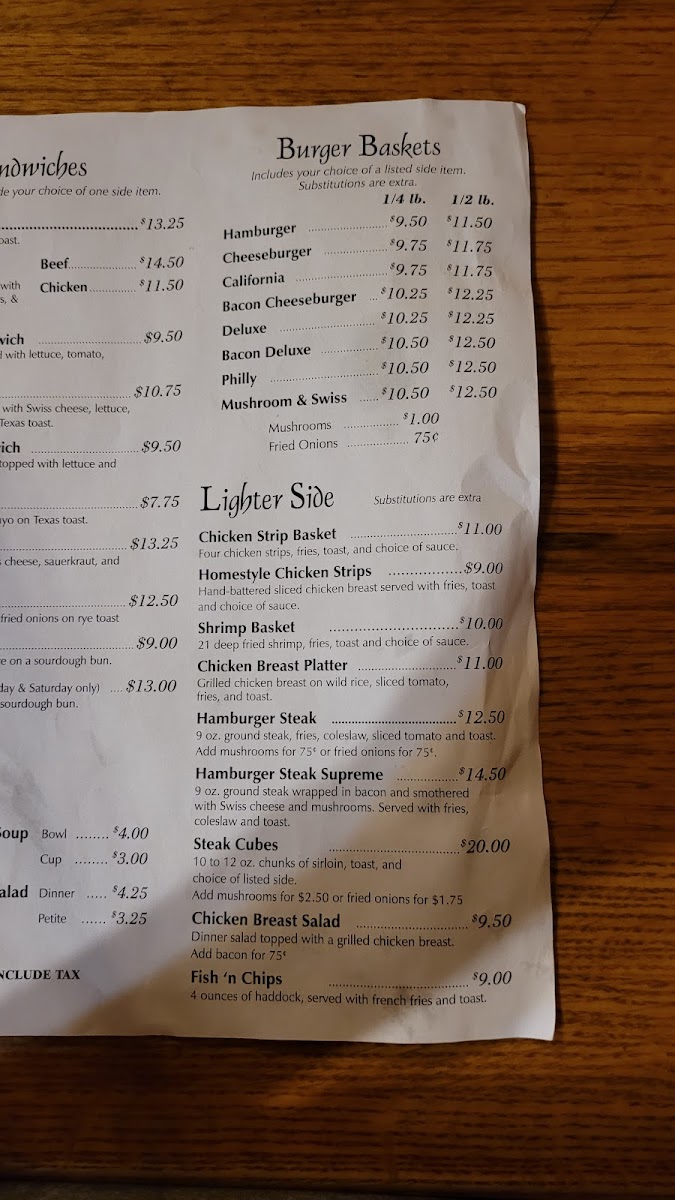 ndwiches
de your choice of one side item.
$13.25
oast.
Beef $14.50
with Chicken $11.50
s, &
vich $9.50
d with lettuce, tomato,
$10.75
with Swiss cheese, lettuce,
Texas toast.
ich $9.50
topped with lettuce and
$7.75
ayo on Texas toast.
$13.25
s cheese, sauerkraut, and
$12.50
fried onions on rye toast
$9.00
e on a sourdough bun.
day & Saturday only) .... $13.00
sourdough bun.
Soup Bowl ........ $4.00
Cup ........ $3.00
alad Dinner ..... $4.25
Petite ...... $3.25
NCLUDE TAX
Burger Baskets
Includes your choice of a listed side item.
Substitutions are extra.
1/4 lb. 1/2 lb.
Hamburger $9.50 $11.50
Cheeseburger $9.75 $11.75
California $9.75 $11.75
Bacon Cheeseburger $10.25 $12.25
Deluxe $10.25 $12.25
Bacon Deluxe $10.50 $12.50
Philly $10.50 $12.50
Mushroom & Swiss $10.50 $12.50
Mushrooms $1.00
Fried Onions 75¢
Lighter Side Substitutions are extra
Chicken Strip Basket $11.00
Four chicken strips, fries, toast, and choice of sauce.
Homestyle Chicken Strips $9.00
Hand-battered sliced chicken breast served with fries, toast
and choice of sauce.
Shrimp Basket $10.00
21 deep fried shrimp, fries, toast and choice of sauce.
Chicken Breast Platter $11.00
Grilled chicken breast on wild rice, sliced tomato,
fries, and toast.
Hamburger Steak $12.50
9 oz. ground steak, fries, coleslaw, sliced tomato and toast.
Add mushrooms for 75¢ or fried onions for 75¢.
Hamburger Steak Supreme $14.50
9 oz. ground steak wrapped in bacon and smothered
with Swiss cheese and mushrooms. Served with fries,
coleslaw and toast.
Steak Cubes $20.00
10 to 12 oz. chunks of sirloin, toast, and
choice of listed side.
Add mushrooms for $2.50 or fried onions for $1.75
Chicken Breast Salad $9.50
Dinner salad topped with a grilled chicken breast.
Add bacon for 75¢
Fish 'n Chips $9.00
4 ounces of haddock, served with french fries and toast.